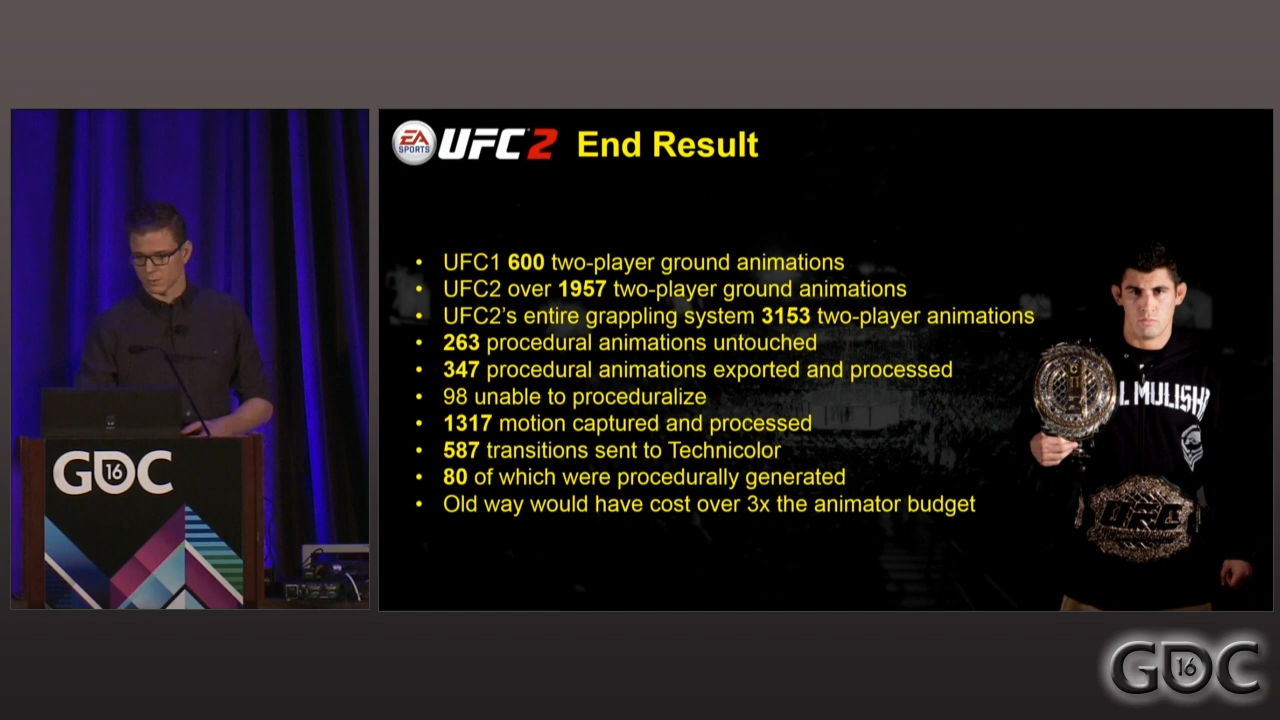 EA SPORTS UFC 2 End Result
• UFC1 600 two-player ground animations
• UFC2 over 1957 two-player ground animations
• UFC2’s entire grappling system 3153 two-player animations
• 263 procedural animations untouched
• 347 procedural animations exported and processed
• 98 unable to proceduralize
• 1317 motion captured and processed
• 587 transitions sent to Technicolor
• 80 of which were procedurally generated
• Old way would have cost over 3x the animator budget
L MULISH
UFC
GDC 16
GDC 16